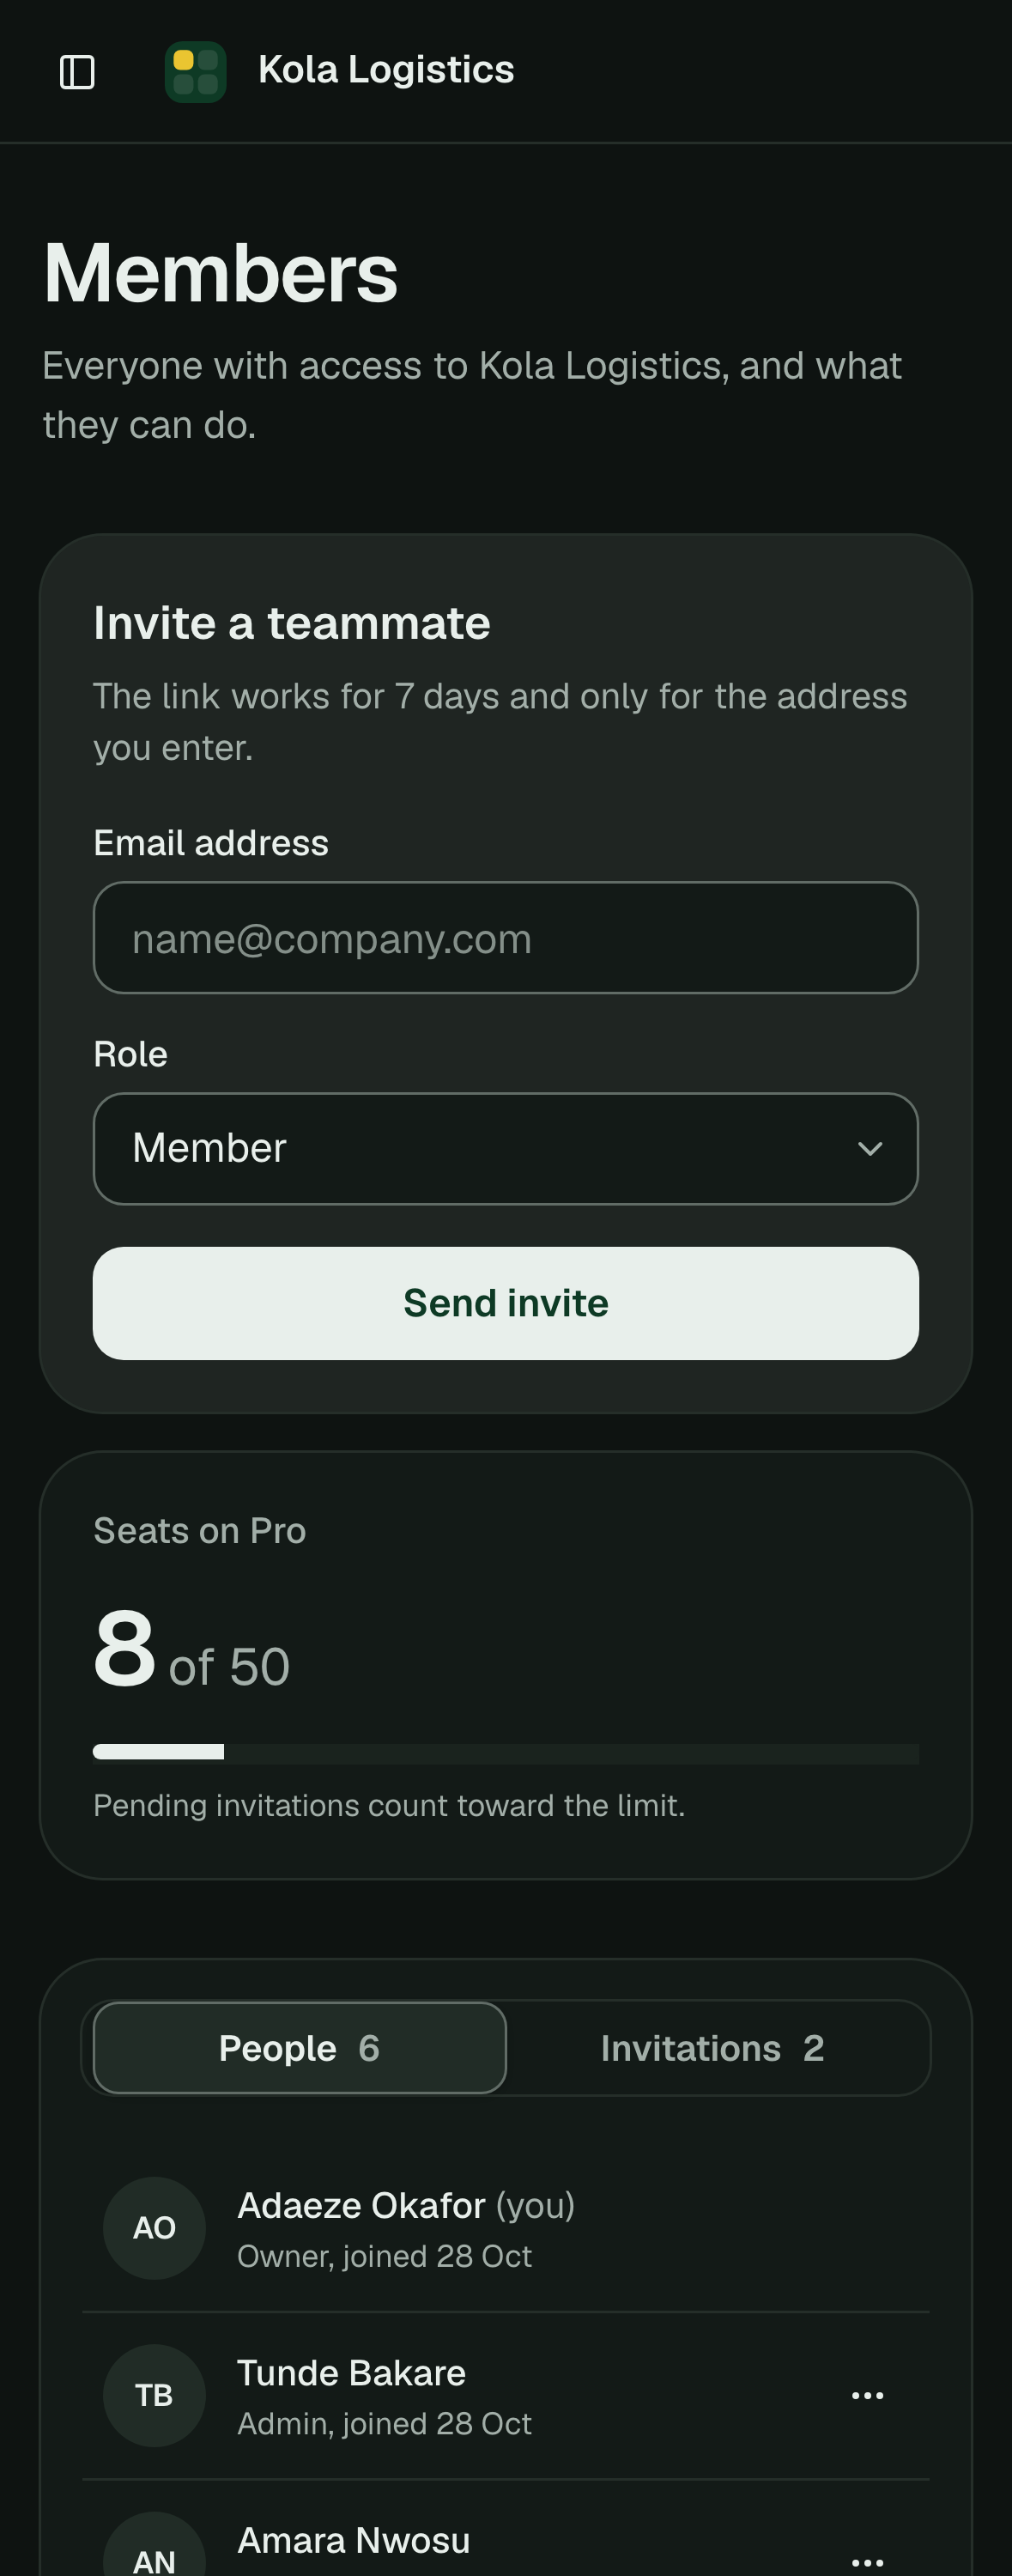 Kola Logistics
Members
Everyone with access to Kola Logistics, and what
they can do.
Invite a teammate
The link works for 7 days and only for the address
you enter.
Email address
name@company.com
Role
Member
Send invite
Seats on Pro
8 of 50
Pending invitations count toward the limit.
People 6
Invitations 2
AO
Adaeze Okafor (you)
Owner, joined 28 Oct
TB
Tunde Bakare
Admin, joined 28 Oct
AN
Amara Nwosu